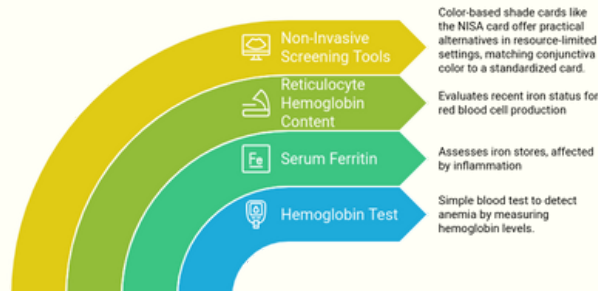 Non-Invasive
Screening Tools
Color-based shade cards like
the NISA card offer practical
alternatives in resource-limited
settings, matching conjunctiva
color to a standardized card.
Reticulocyte
Hemoglobin
Content
Evaluates recent iron status for
red blood cell production
Fe
Serum Ferritin
Assesses iron stores, affected
by inflammation
Hemoglobin Test
Simple blood test to detect
anemia by measuring
hemoglobin levels.